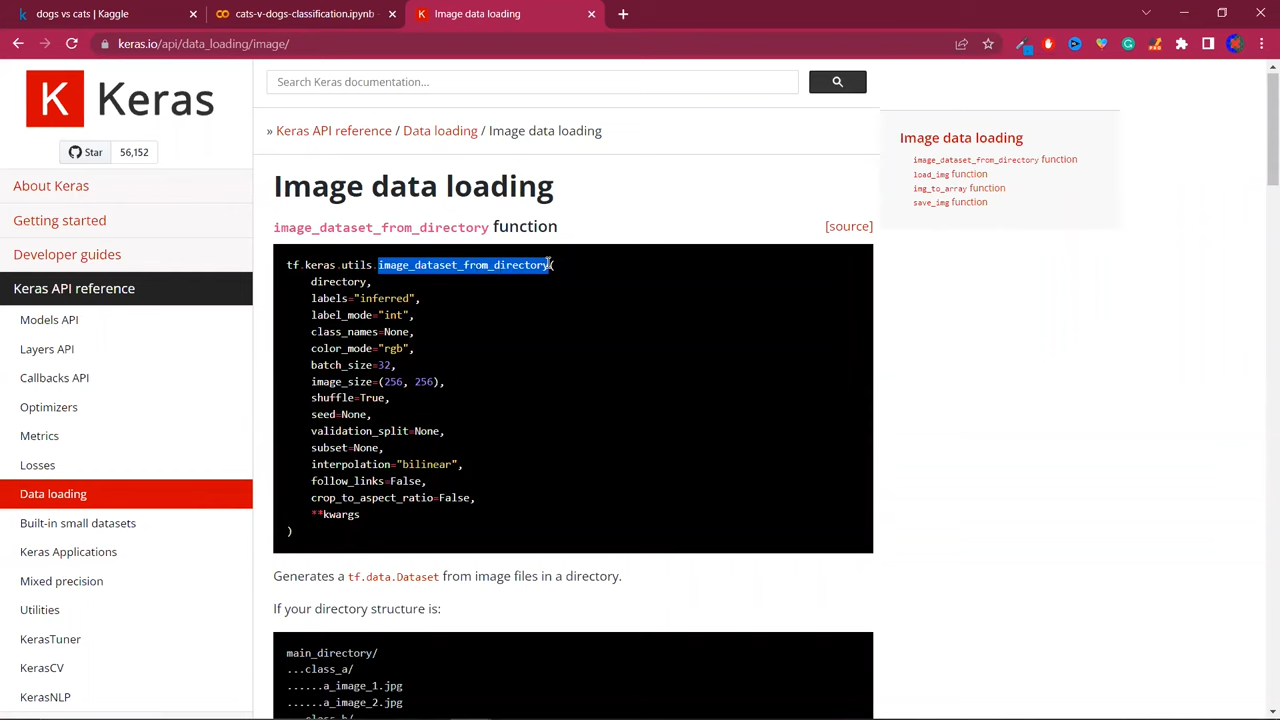 dogs vs cats | Kaggle
cats-v-dogs-classification.ipynb
Image data loading
keras.io/api/data_loading/image/
K Keras
Star 56,152
About Keras
Getting started
Developer guides
Keras API reference
Models API
Layers API
Callbacks API
Optimizers
Metrics
Losses
Data loading
Built-in small datasets
Keras Applications
Mixed precision
Utilities
KerasTuner
KerasCV
KerasNLP
Search Keras documentation...
» Keras API reference / Data loading / Image data loading
Image data loading
image_dataset_from_directory function
[source]
tf.keras.utils.image_dataset_from_directory(
directory,
labels="inferred",
label_mode="int",
class_names=None,
color_mode="rgb",
batch_size=32,
image_size=(256, 256),
shuffle=True,
seed=None,
validation_split=None,
subset=None,
interpolation="bilinear",
follow_links=False,
crop_to_aspect_ratio=False,
**kwargs
)
Generates a tf.data.Dataset from image files in a directory.
If your directory structure is:
main_directory/
...class_a/
......a_image_1.jpg
......a_image_2.jpg
...class_b/
Image data loading
image_dataset_from_directory function
load_img function
img_to_array function
save_img function